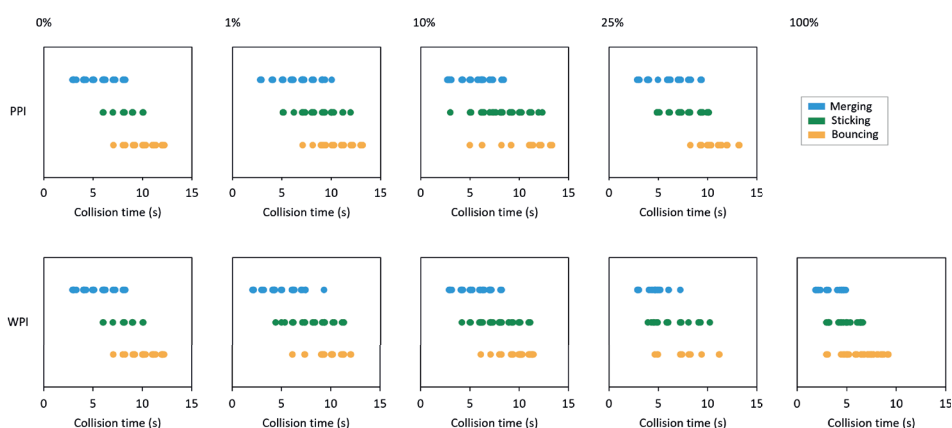 0% 1% 10% 25% 100%
PPI
Merging
Sticking
Bouncing
0 5 10 15 0 5 10 15 0 5 10 15 0 5 10 15
Collision time (s) Collision time (s) Collision time (s) Collision time (s)
WPI
0 5 10 15 0 5 10 15 0 5 10 15 0 5 10 15 0 5 10 15
Collision time (s) Collision time (s) Collision time (s) Collision time (s) Collision time (s)